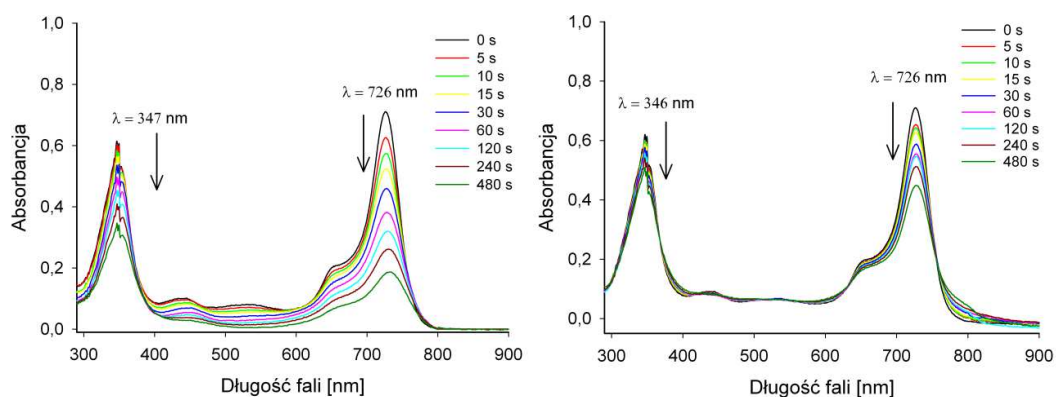 1,0
0,8
0,6
0,4
0,2
0,0
Absorbancja
λ = 347 nm
λ = 726 nm
0 s
5 s
10 s
15 s
30 s
60 s
120 s
240 s
480 s
300 400 500 600 700 800 900
Długość fali [nm]
1,0
0,8
0,6
0,4
0,2
0,0
Absorbancja
λ = 346 nm
λ = 726 nm
0 s
5 s
10 s
15 s
30 s
60 s
120 s
240 s
480 s
300 400 500 600 700 800 900
Długość fali [nm]